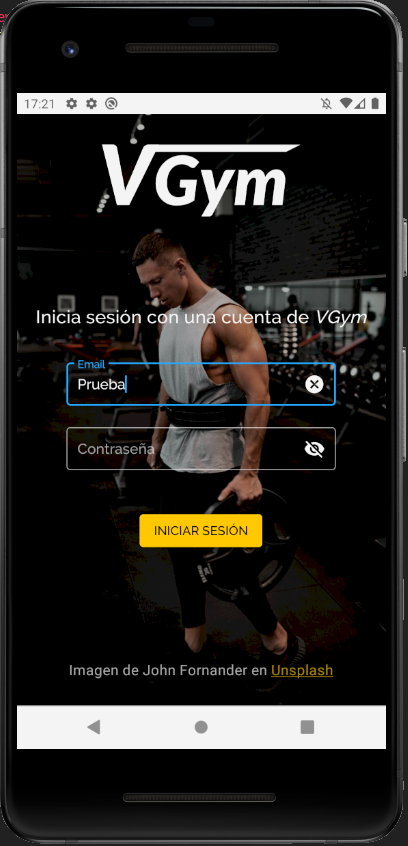 17:21
VGym
Inicia sesión con una cuenta de VGym
Email
Prueba
Contraseña
INICIAR SESIÓN
Imagen de John Fornander en Unsplash